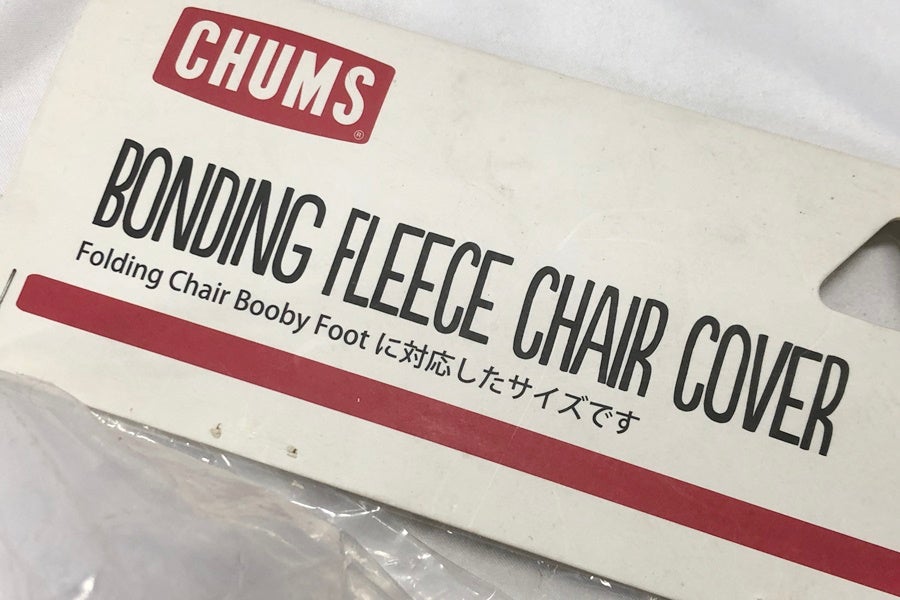 CHUMS
®
BONDING FLEECE CHAIR COVER
Folding Chair Booby Foot に対応したサイズです